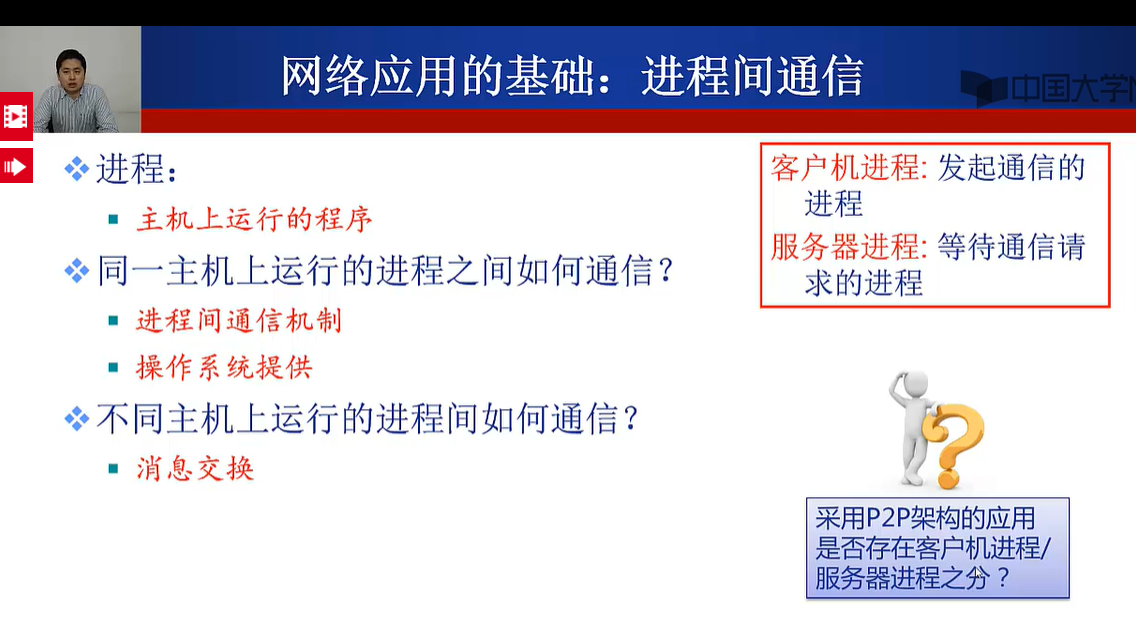 网络应用的基础：进程间通信
中国大学
进程：
主机上运行的程序
同一主机上运行的进程之间如何通信？
进程间通信机制
操作系统提供
不同主机上运行的进程间如何通信？
消息交换
客户机进程: 发起通信的
进程
服务器进程: 等待通信请
求的进程
采用P2P架构的应用
是否存在客户机进程/
服务器进程之分？